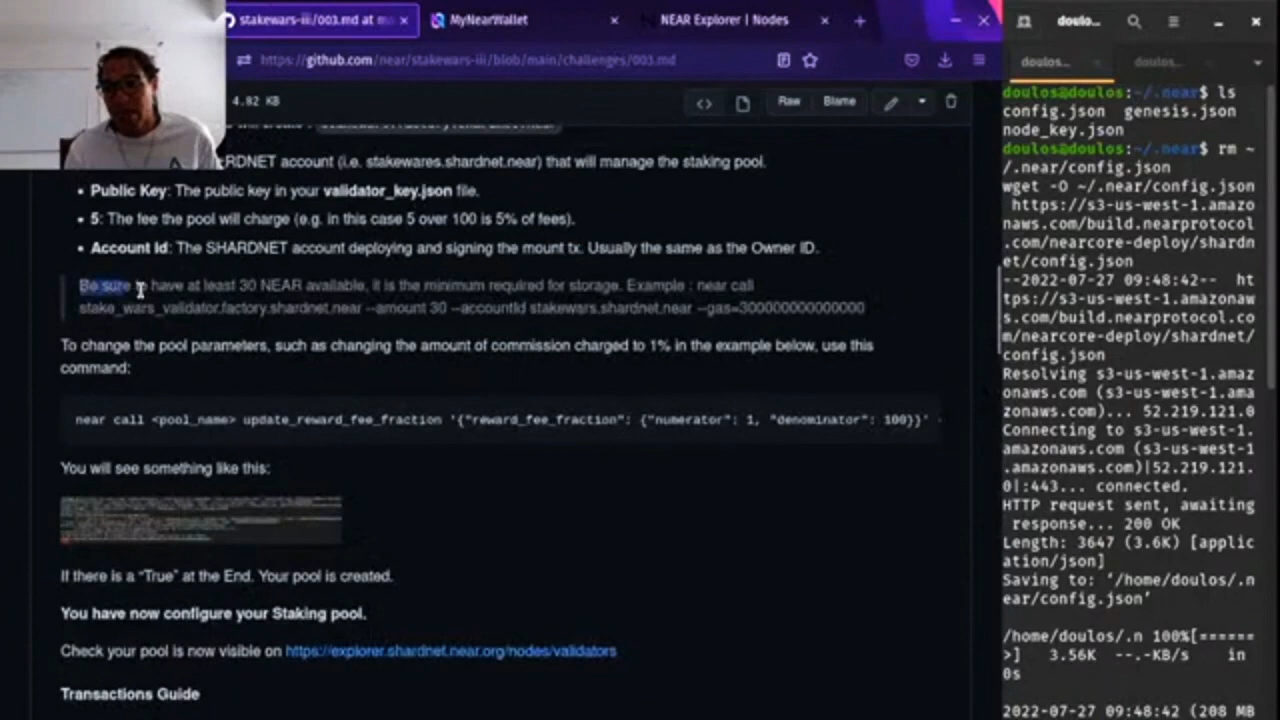 stakewars-iii/003.md at m
MyNearWallet
NEAR Explorer | Nodes
https://github.com/near/stakewars-iii/blob/main/challenges/003.md
4.82 KB
Raw
Blame
RDNET account (i.e. stakewares.shardnet.near) that will manage the staking pool.
• Public Key: The public key in your validator_key.json file.
• 5: The fee the pool will charge (e.g. in this case 5 over 100 is 5% of fees).
• Account Id: The SHARDNET account deploying and signing the mount tx. Usually the same as the Owner ID.
Be sure to have at least 30 NEAR available, it is the minimum required for storage. Example : near call
stake_wars_validator.factory.shardnet.near --amount 30 --accountId stakewars.shardnet.near --gas=300000000000000
To change the pool parameters, such as changing the amount of commission charged to 1% in the example below, use this
command:
near call <pool_name> update_reward_fee_fraction '{"reward_fee_fraction": {"numerator": 1, "denominator": 100}}'
You will see something like this:
If there is a "True" at the End. Your pool is created.
You have now configure your Staking pool.
Check your pool is now visible on https://explorer.shardnet.near.org/nodes/validators
Transactions Guide
doulo...
doulos...
doulos...
doulos@doulos:~/.near$ ls
config.json genesis.json
node_key.json
doulos@doulos:~/.near$ rm ~
/.near/config.json
wget -O ~/.near/config.json
https://s3-us-west-1.amazo
naws.com/build.nearprotocol
.com/nearcore-deploy/shardn
et/config.json
--2022-07-27 09:48:42-- ht
tps://s3-us-west-1.amazonaw
s.com/build.nearprotocol.co
m/nearcore-deploy/shardnet/
config.json
Resolving s3-us-west-1.amaz
onaws.com (s3-us-west-1.ama
zonaws.com)... 52.219.121.0
Connecting to s3-us-west-1.
amazonaws.com (s3-us-west-1
.amazonaws.com)|52.219.121.
0|:443... connected.
HTTP request sent, awaiting
response... 200 OK
Length: 3647 (3.6K) [applic
ation/json]
Saving to: '/home/doulos/.n
ear/config.json'
/home/doulos/.n 100%[======
>] 3.56K --.-KB/s in
0s
2022-07-27 09:48:42 (208 MB